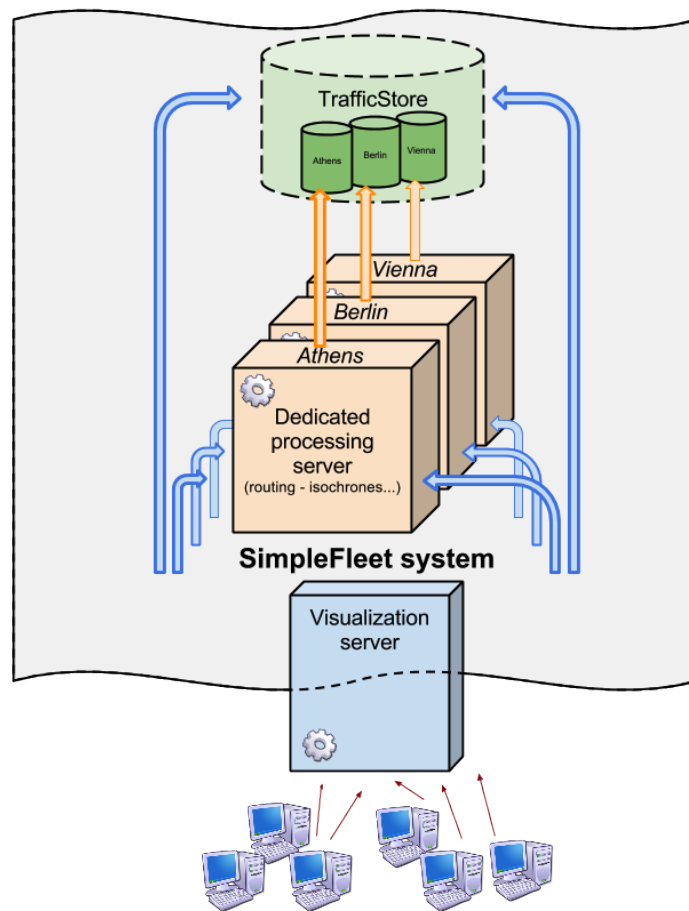 TrafficStore
Athens
Berlin
Vienna
Vienna
Berlin
Athens
Dedicated
processing
server
(routing - isochrones...)
SimpleFleet system
Visualization
server